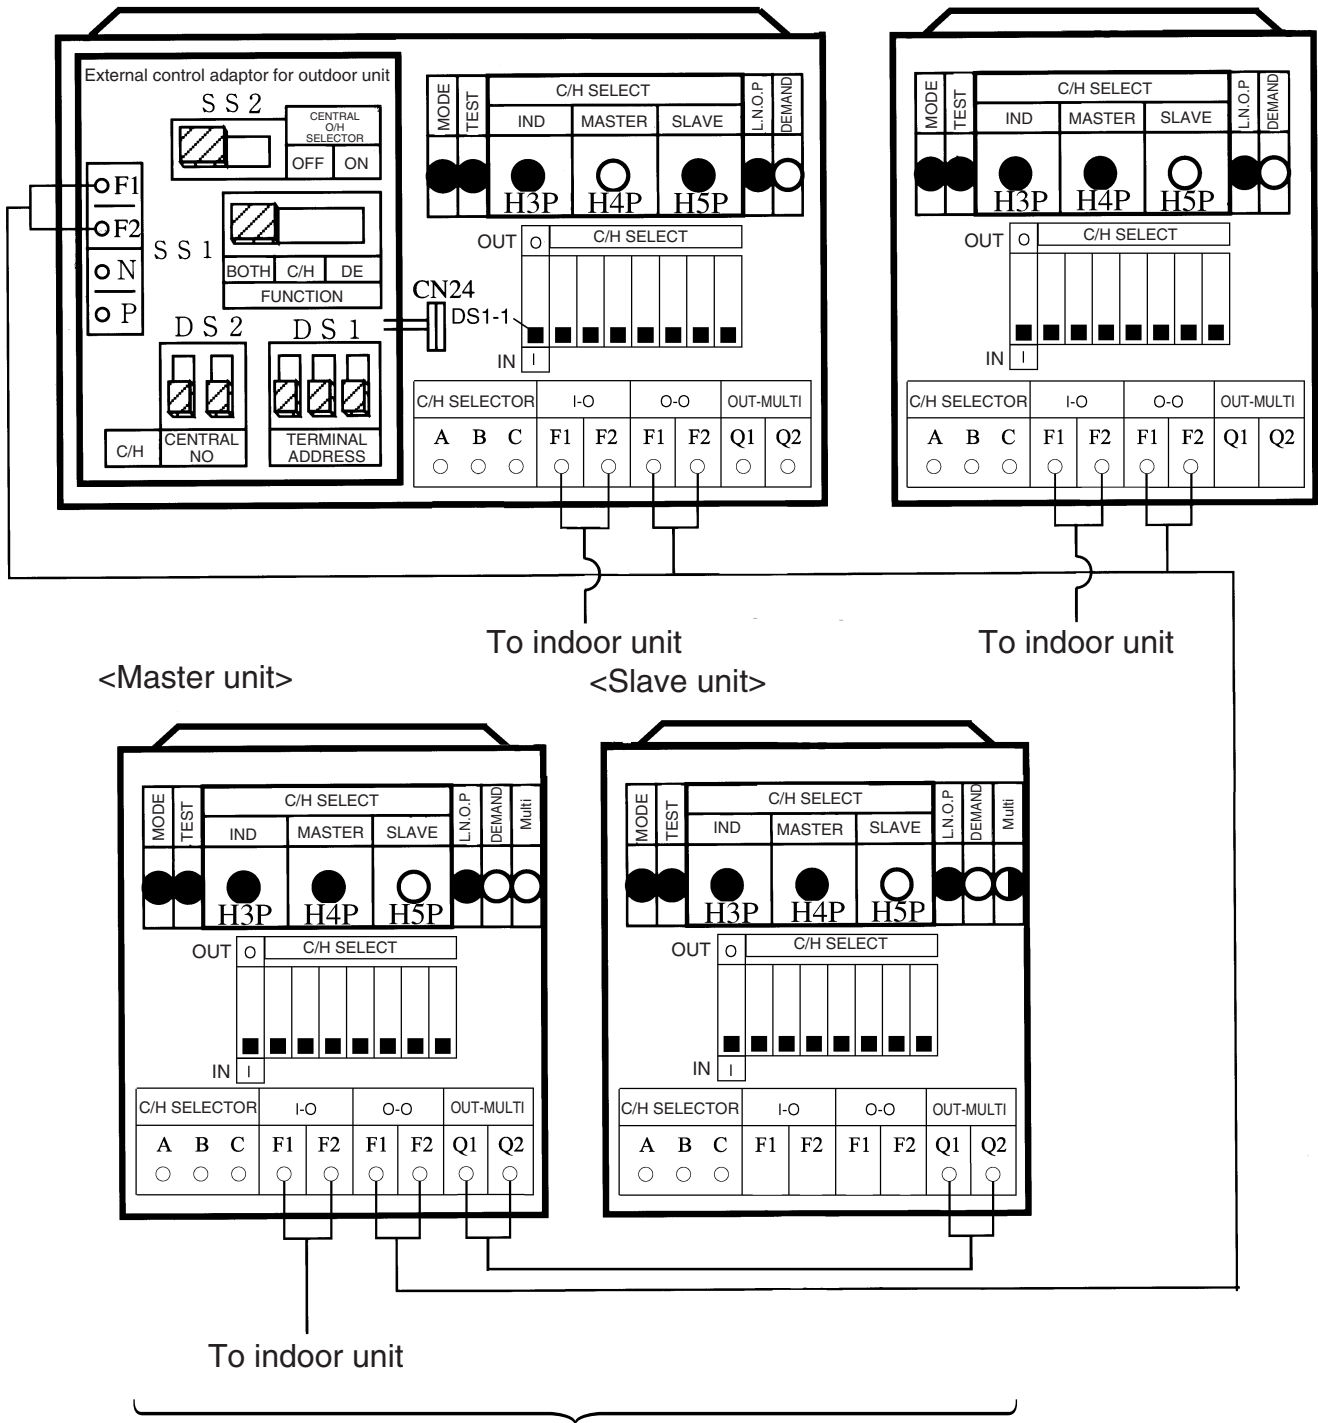 External control adaptor for outdoor unit
SS2
CENTRAL
O/H
SELECTOR
OFF ON
F1
F2
N
P
SS1
BOTH C/H DE
FUNCTION
DS2 DS1
C/H
CENTRAL
NO
TERMINAL
ADDRESS
MODE TEST C/H SELECT L.N.O.P DEMAND
IND MASTER SLAVE
H3P H4P H5P
OUT O C/H SELECT
CN24
DS1-1
IN I
C/H SELECTOR I-O O-O OUT-MULTI
A B C F1 F2 F1 F2 Q1 Q2
MODE TEST C/H SELECT L.N.O.P DEMAND
IND MASTER SLAVE
H3P H4P H5P
OUT O C/H SELECT
IN I
C/H SELECTOR I-O O-O OUT-MULTI
A B C F1 F2 F1 F2 Q1 Q2
To indoor unit
To indoor unit
<Master unit>
<Slave unit>
MODE TEST C/H SELECT L.N.O.P DEMAND Multi
IND MASTER SLAVE
H3P H4P H5P
OUT O C/H SELECT
IN I
C/H SELECTOR I-O O-O OUT-MULTI
A B C F1 F2 F1 F2 Q1 Q2
MODE TEST C/H SELECT L.N.O.P DEMAND Multi
IND MASTER SLAVE
H3P H4P H5P
OUT O C/H SELECT
IN I
C/H SELECTOR I-O O-O OUT-MULTI
A B C F1 F2 F1 F2 Q1 Q2
To indoor unit